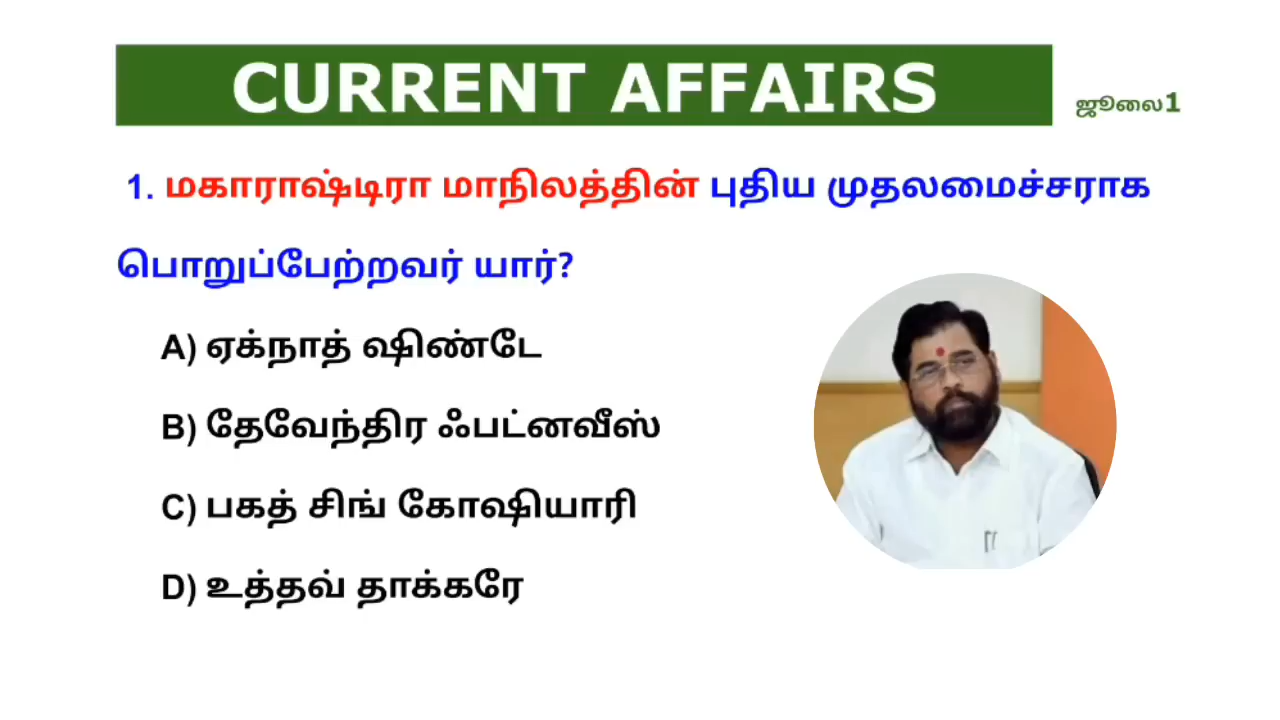 CURRENT AFFAIRS
ஜூலை1
1. மகாராஷ்டிரா மாநிலத்தின் புதிய முதலமைச்சராக
பொறுப்பேற்றவர் யார்?
A) ஏக்நாத் ஷிண்டே
B) தேவேந்திர ஃபட்னவீஸ்
C) பகத் சிங் கோஷியாரி
D) உத்தவ் தாக்கரே